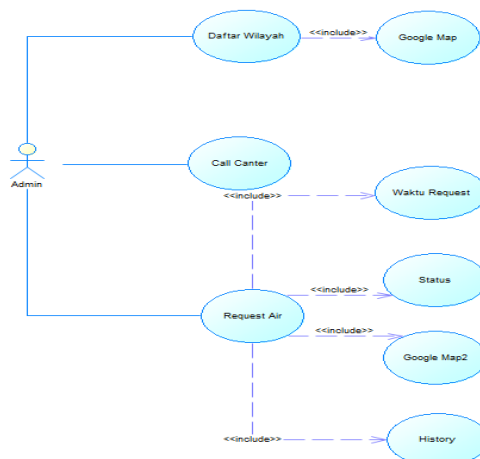 Daftar Wilayah
<<include>>
Google Map
Admin
Call Canter
<<include>>
Waktu Request
Status
<<include>>
Request Air
<<include>>
Google Map2
<<include>>
History